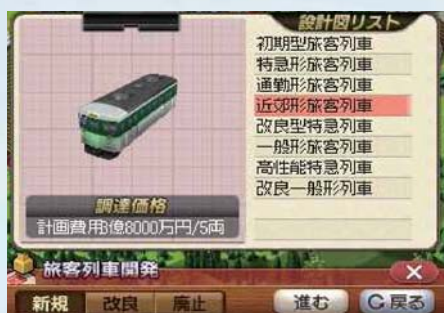 設計図リスト
初期型旅客列車
特急形旅客列車
通勤形旅客列車
近郊形旅客列車
改良型特急列車
一般形旅客列車
高性能特急列車
改良一般形列車
調達価格
計画費用3億8000万円/5両
旅客列車開発
新規
改良
廃止
進む
C戻る